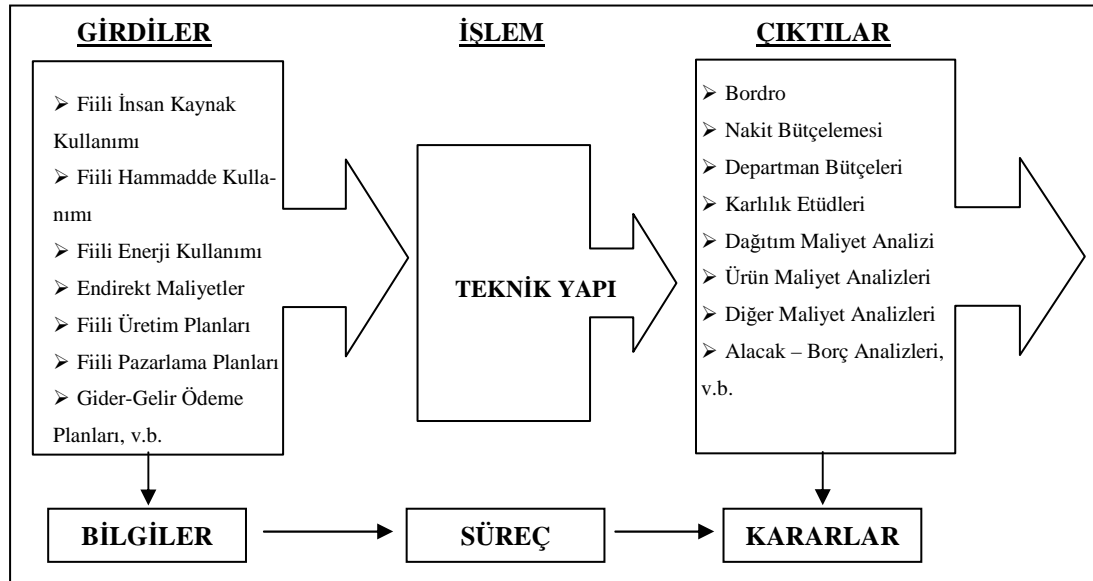 GİRDİLER
İŞLEM
ÇIKTILAR
➢ Fiili İnsan Kaynak
Kullanımı
➢ Fiili Hammadde Kulla-
nımı
➢ Fiili Enerji Kullanımı
➢ Endirekt Maliyetler
➢ Fiili Üretim Planları
➢ Fiili Pazarlama Planları
➢ Gider-Gelir Ödeme
Planları, v.b.
TEKNİK YAPI
➢ Bordro
➢ Nakit Bütçelemesi
➢ Departman Bütçeleri
➢ Karlılık Etüdleri
➢ Dağıtım Maliyet Analizi
➢ Ürün Maliyet Analizleri
➢ Diğer Maliyet Analizleri
➢ Alacak – Borç Analizleri,
v.b.
BİLGİLER
SÜREÇ
KARARLAR